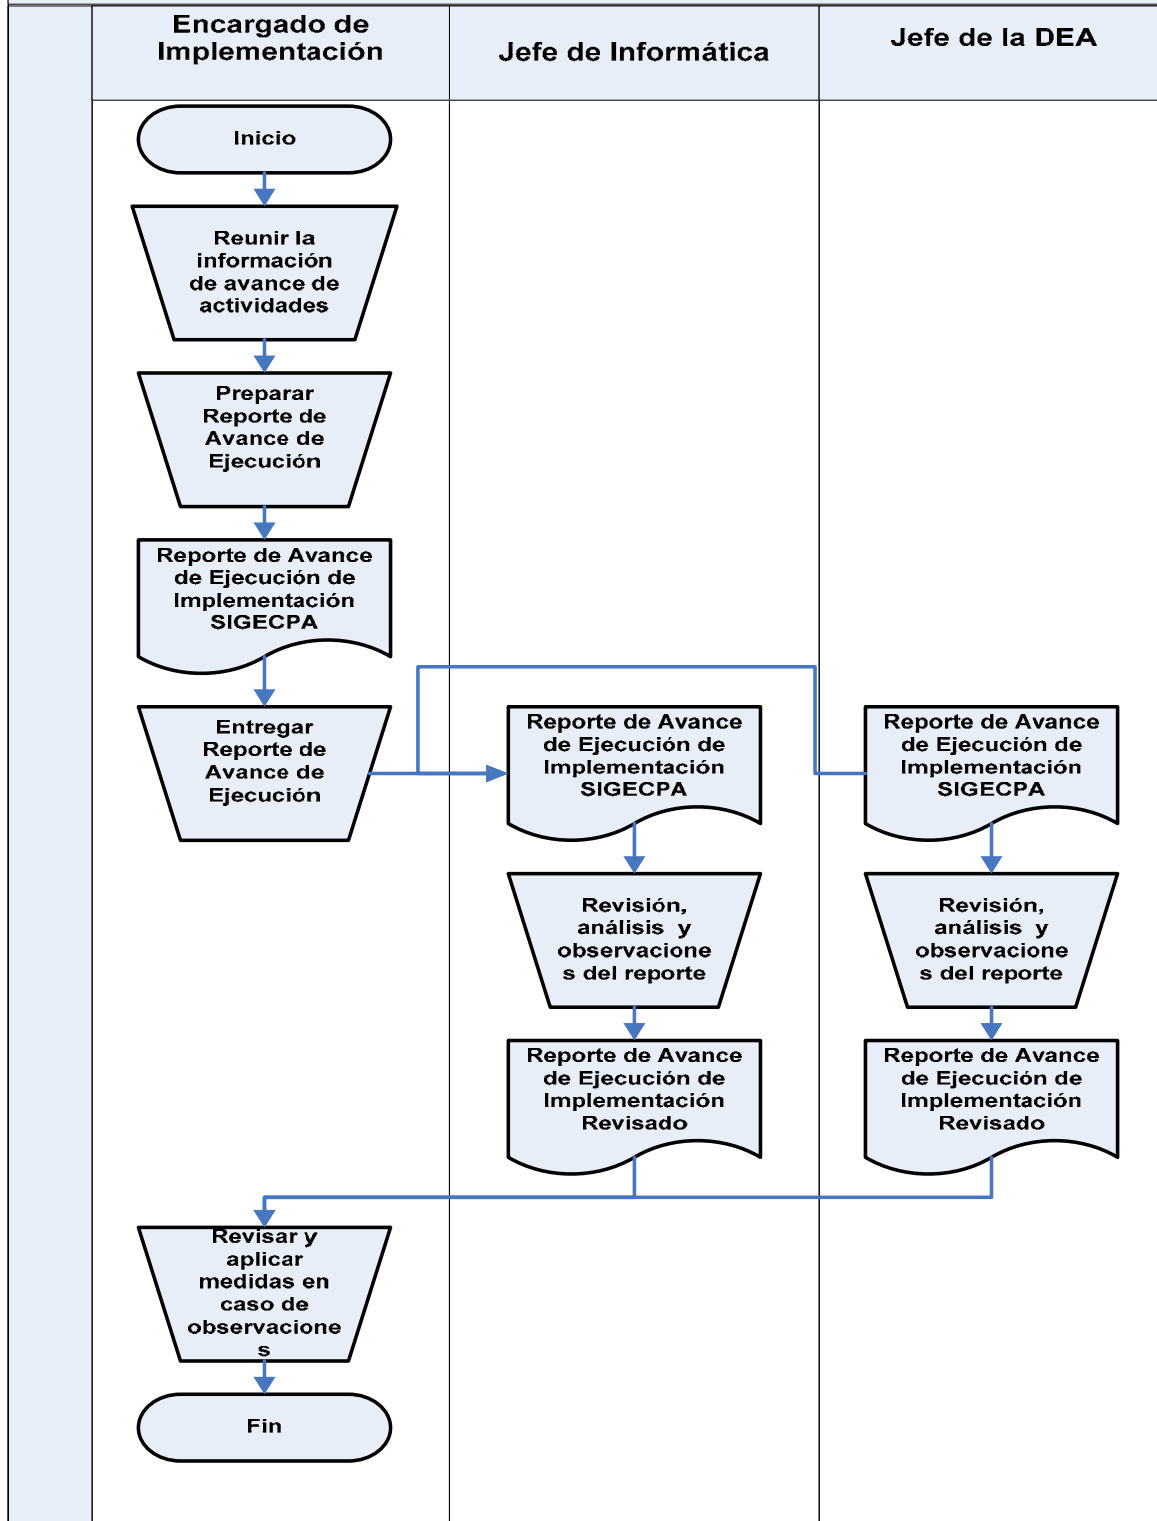 Encargado de
Implementación
Jefe de Informática
Jefe de la DEA
Inicio
Reunir la
información
de avance de
actividades
Preparar
Reporte de
Avance de
Ejecución
Reporte de Avance
de Ejecución de
Implementación
SIGECPA
Entregar
Reporte de
Avance de
Ejecución
Reporte de Avance
de Ejecución de
Implementación
SIGECPA
Reporte de Avance
de Ejecución de
Implementación
SIGECPA
Revisión,
análisis y
observacione
s del reporte
Revisión,
análisis y
observacione
s del reporte
Reporte de Avance
de Ejecución de
Implementación
Revisado
Reporte de Avance
de Ejecución de
Implementación
Revisado
Revisar y
aplicar
medidas en
caso de
observacione
s
Fin